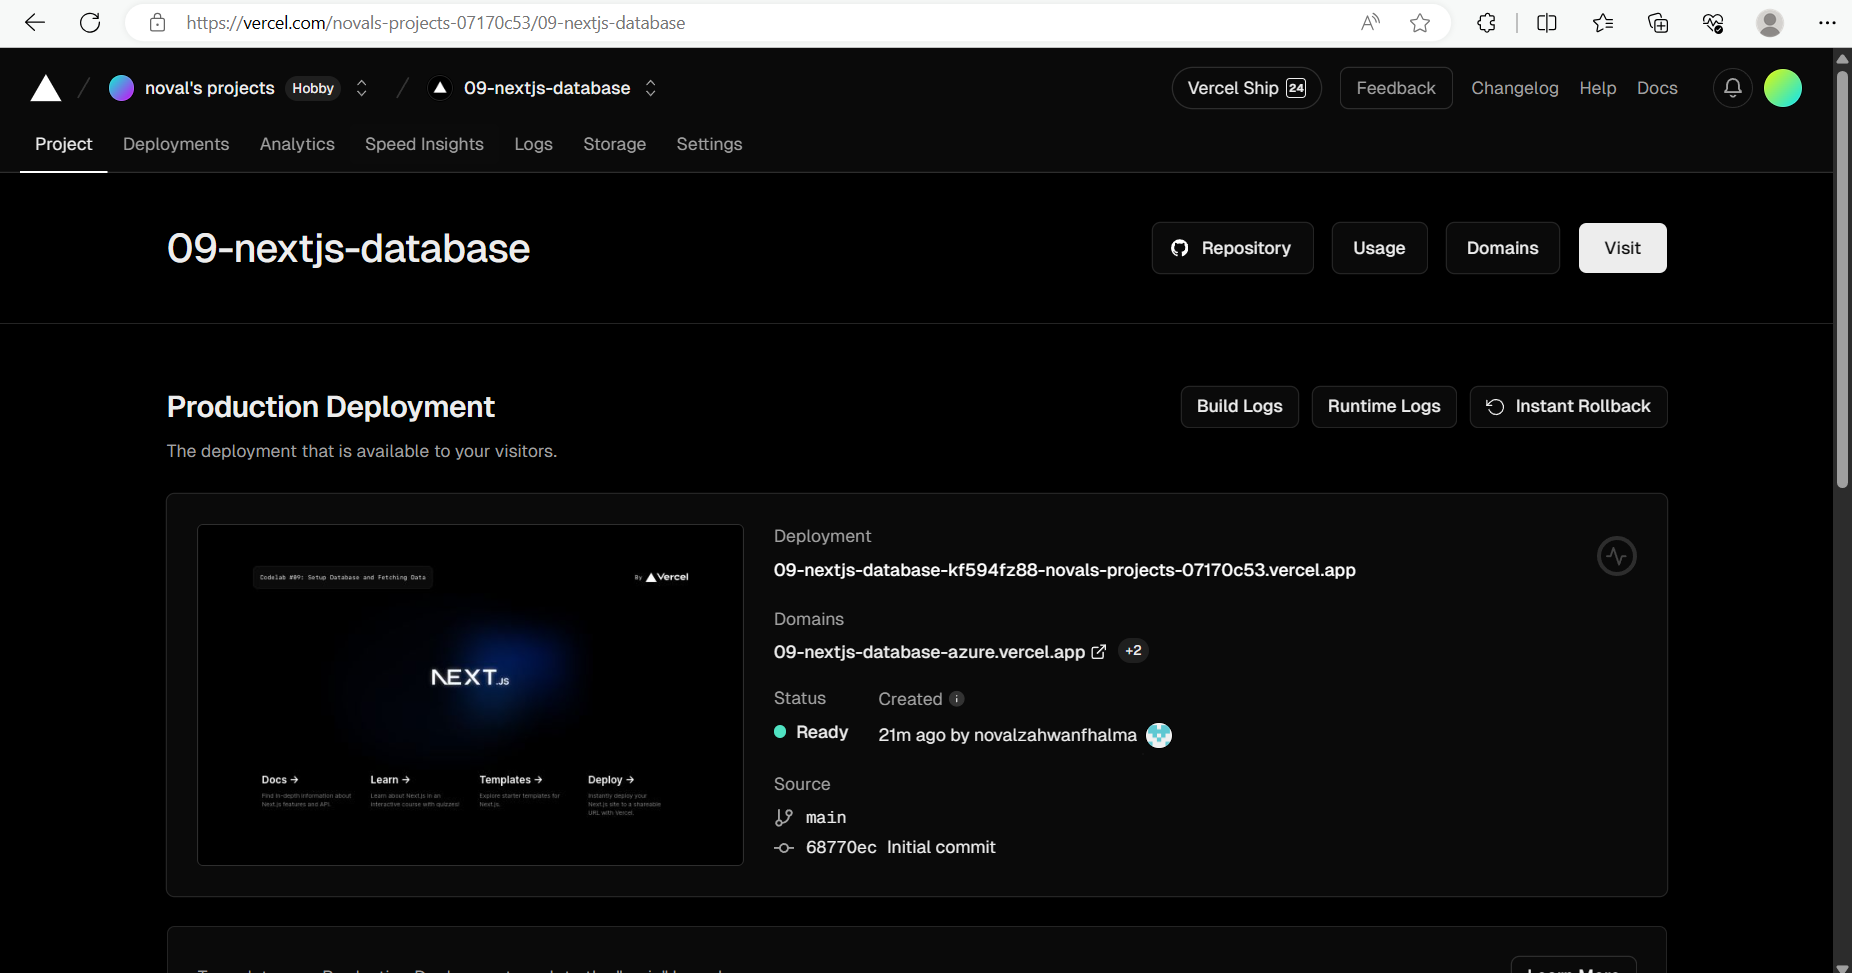 https://vercel.com/novals-projects-07170c53/09-nextjs-database
noval's projects Hobby 09-nextjs-database Vercel Ship 24 Feedback Changelog Help Docs
Project Deployments Analytics Speed Insights Logs Storage Settings
09-nextjs-database Repository Usage Domains Visit
Production Deployment Build Logs Runtime Logs Instant Rollback
The deployment that is available to your visitors.
Codelab #09: Setup Database and Fetching Data By Vercel
NEXT.JS
Docs -> Learn -> Templates -> Deploy ->
Find in-depth information about Next.js features and API.
Learn about Next.js in an interactive course with quizzes!
Explore starter templates for Next.js.
Instantly deploy your Next.js site to a shareable URL with Vercel.
Deployment
09-nextjs-database-kf594fz88-novals-projects-07170c53.vercel.app
Domains
09-nextjs-database-azure.vercel.app +2
Status Created
Ready 21m ago by novalzahwanfhalma
Source
main
68770ec Initial commit
Learn More